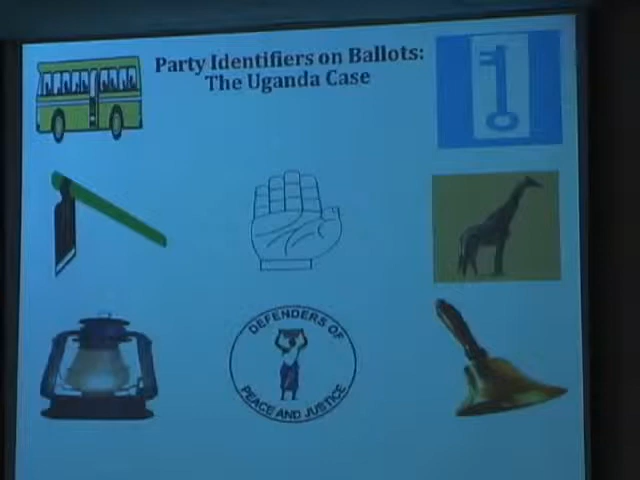 Party Identifiers on Ballots:
The Uganda Case
DEFENDERS OF
PEACE AND JUSTICE